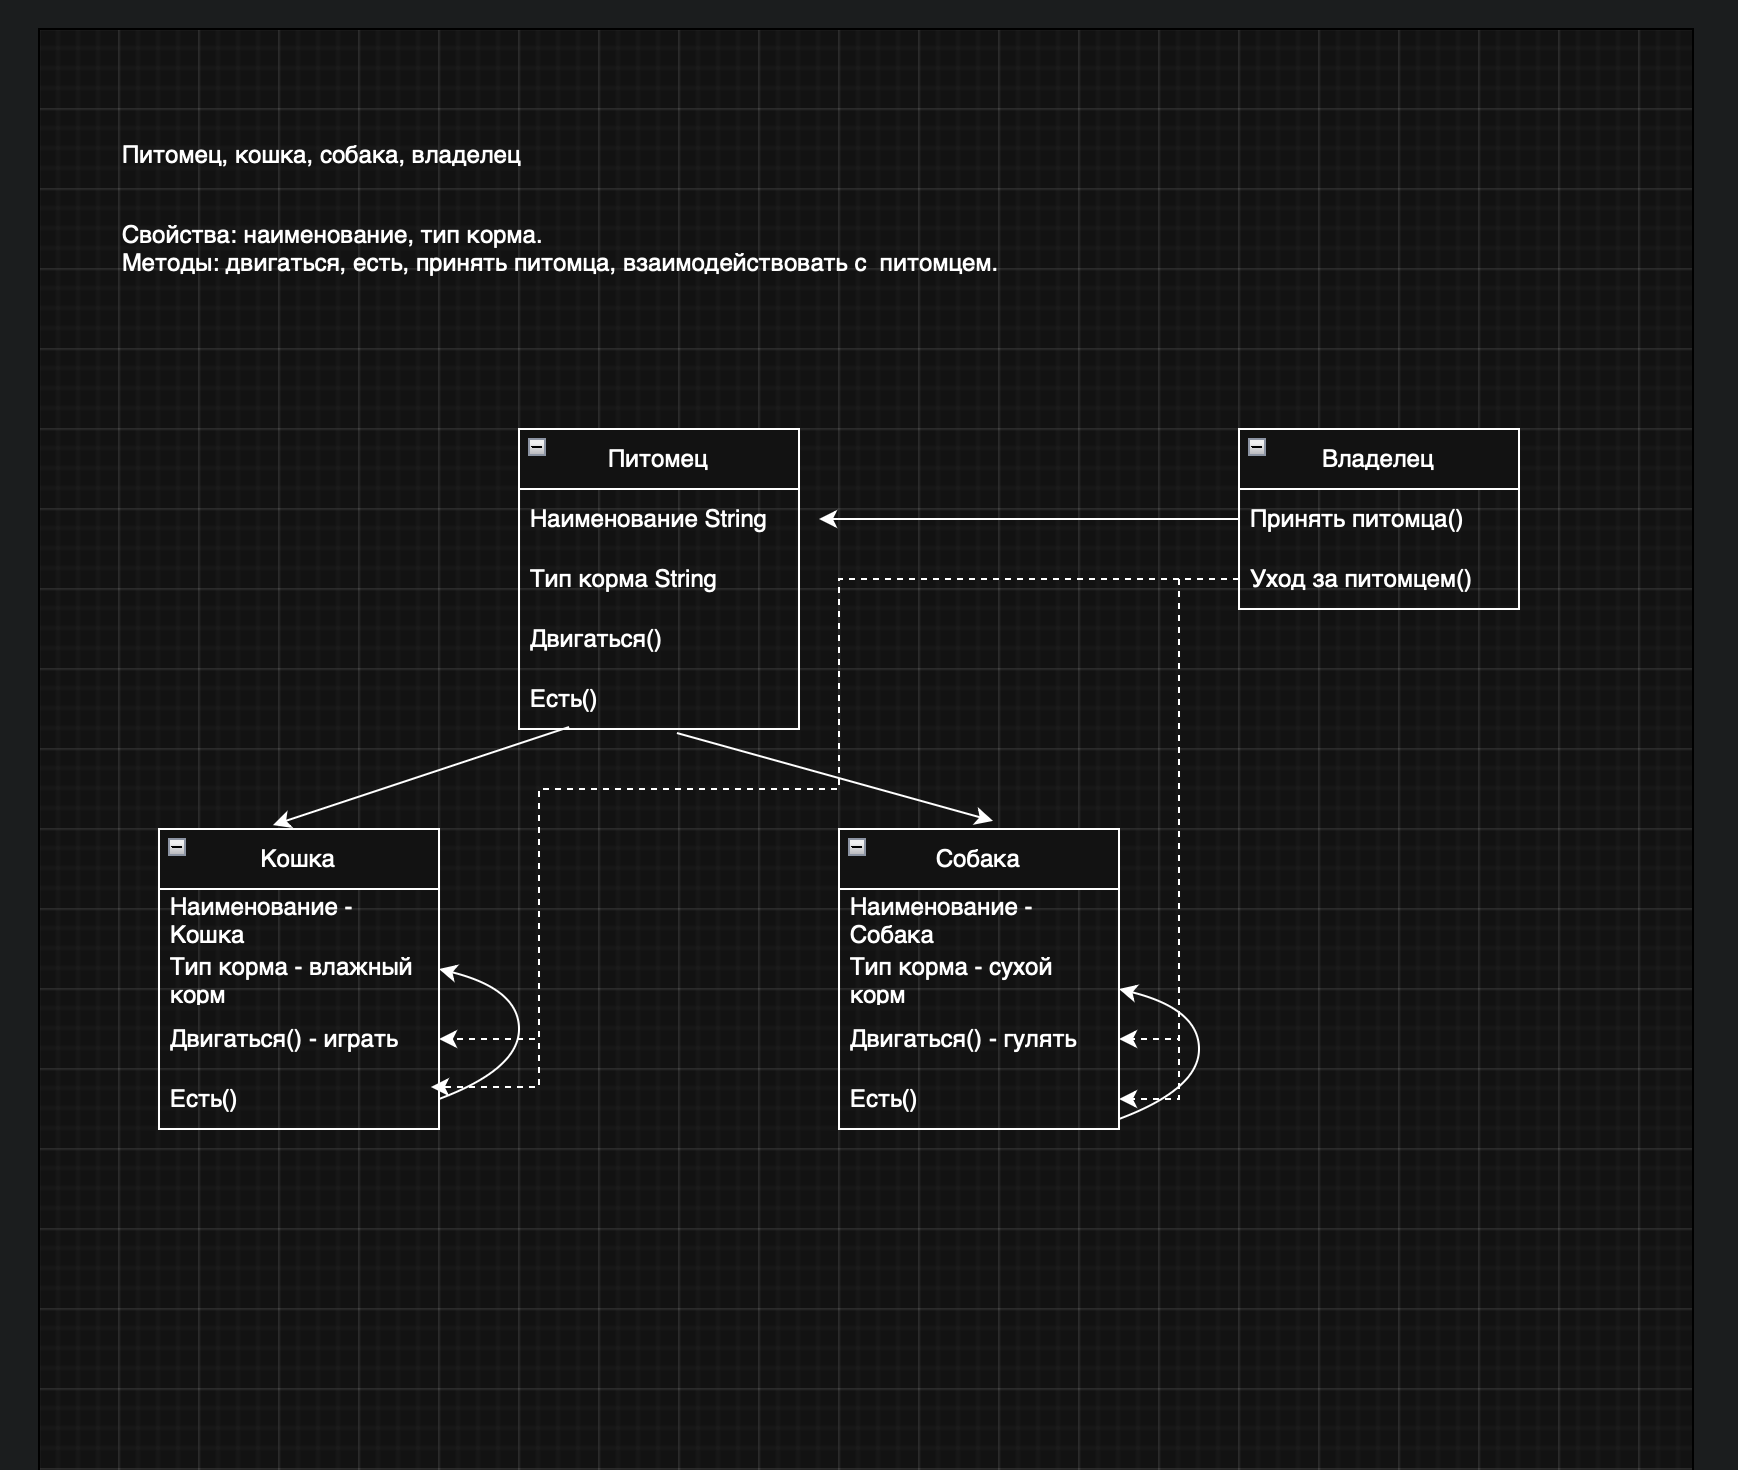 Питомец, кошка, собака, владелец
Свойства: наименование, тип корма.
Методы: двигаться, есть, принять питомца, взаимодействовать с  питомцем.
Питомец
Наименование String
Тип корма String
Двигаться()
Есть()
Владелец
Принять питомца()
Уход за питомцем()
Кошка
Наименование -
Кошка
Тип корма - влажный
корм
Двигаться() - играть
Есть()
Собака
Наименование -
Собака
Тип корма - сухой
корм
Двигаться() - гулять
Есть()